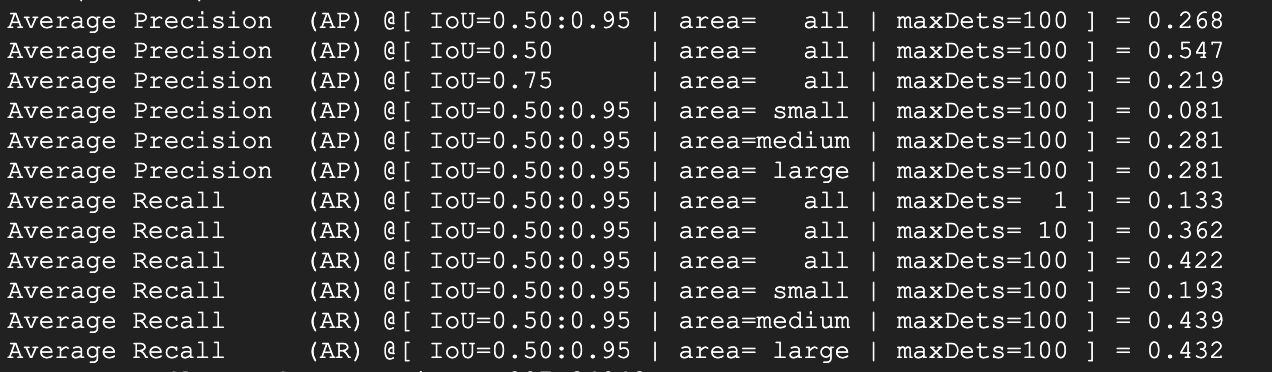 Average Precision  (AP) @[ IoU=0.50:0.95 | area=   all | maxDets=100 ] = 0.268
Average Precision  (AP) @[ IoU=0.50      | area=   all | maxDets=100 ] = 0.547
Average Precision  (AP) @[ IoU=0.75      | area=   all | maxDets=100 ] = 0.219
Average Precision  (AP) @[ IoU=0.50:0.95 | area= small | maxDets=100 ] = 0.081
Average Precision  (AP) @[ IoU=0.50:0.95 | area=medium | maxDets=100 ] = 0.281
Average Precision  (AP) @[ IoU=0.50:0.95 | area= large | maxDets=100 ] = 0.281
Average Recall     (AR) @[ IoU=0.50:0.95 | area=   all | maxDets=  1 ] = 0.133
Average Recall     (AR) @[ IoU=0.50:0.95 | area=   all | maxDets= 10 ] = 0.362
Average Recall     (AR) @[ IoU=0.50:0.95 | area=   all | maxDets=100 ] = 0.422
Average Recall     (AR) @[ IoU=0.50:0.95 | area= small | maxDets=100 ] = 0.193
Average Recall     (AR) @[ IoU=0.50:0.95 | area=medium | maxDets=100 ] = 0.439
Average Recall     (AR) @[ IoU=0.50:0.95 | area= large | maxDets=100 ] = 0.432